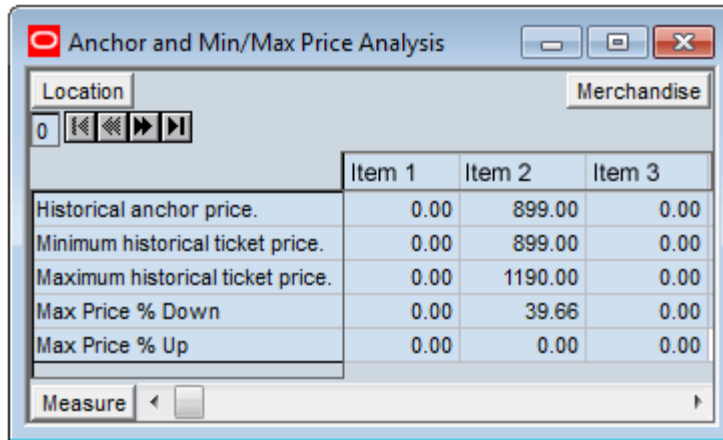 Anchor and Min/Max Price Analysis
Location Merchandise
0
Item 1 Item 2 Item 3
Historical anchor price. 0.00 899.00 0.00
Minimum historical ticket price. 0.00 899.00 0.00
Maximum historical ticket price. 0.00 1190.00 0.00
Max Price % Down 0.00 39.66 0.00
Max Price % Up 0.00 0.00 0.00
Measure